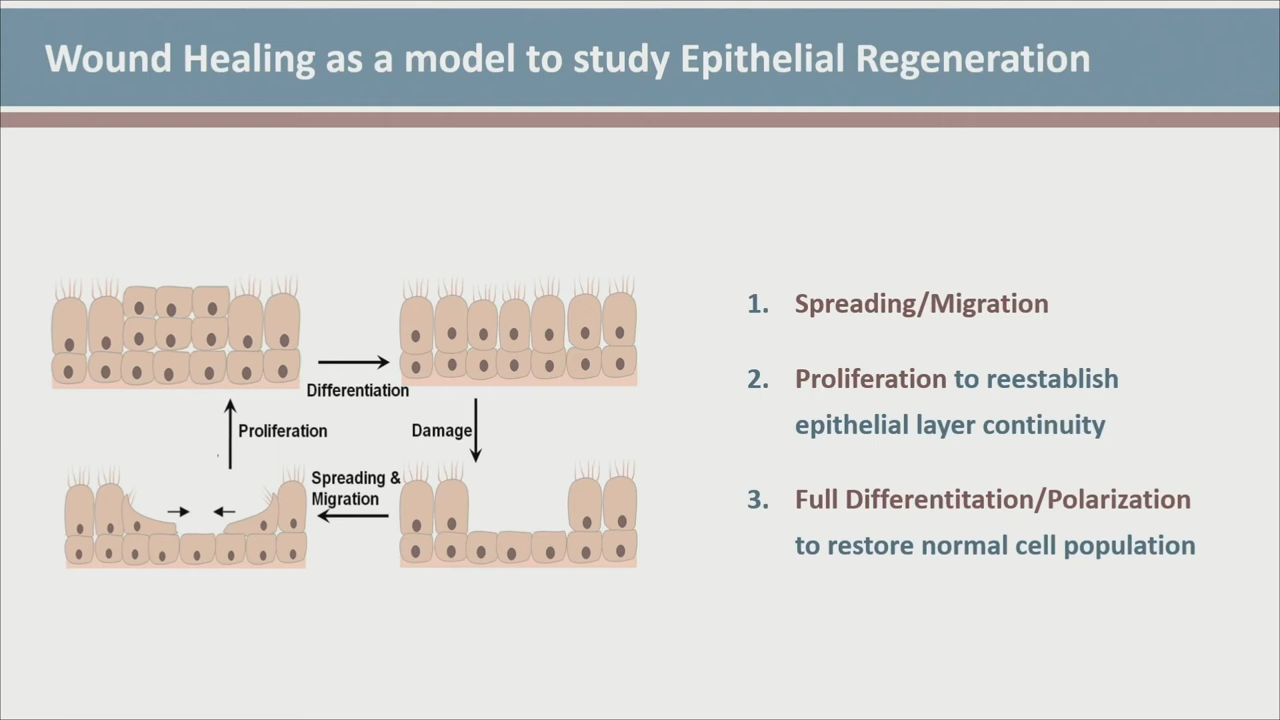 Wound Healing as a model to study Epithelial Regeneration
Differentiation
Proliferation
Damage
Spreading &
Migration
1. Spreading/Migration
2. Proliferation to reestablish
epithelial layer continuity
3. Full Differentitation/Polarization
to restore normal cell population